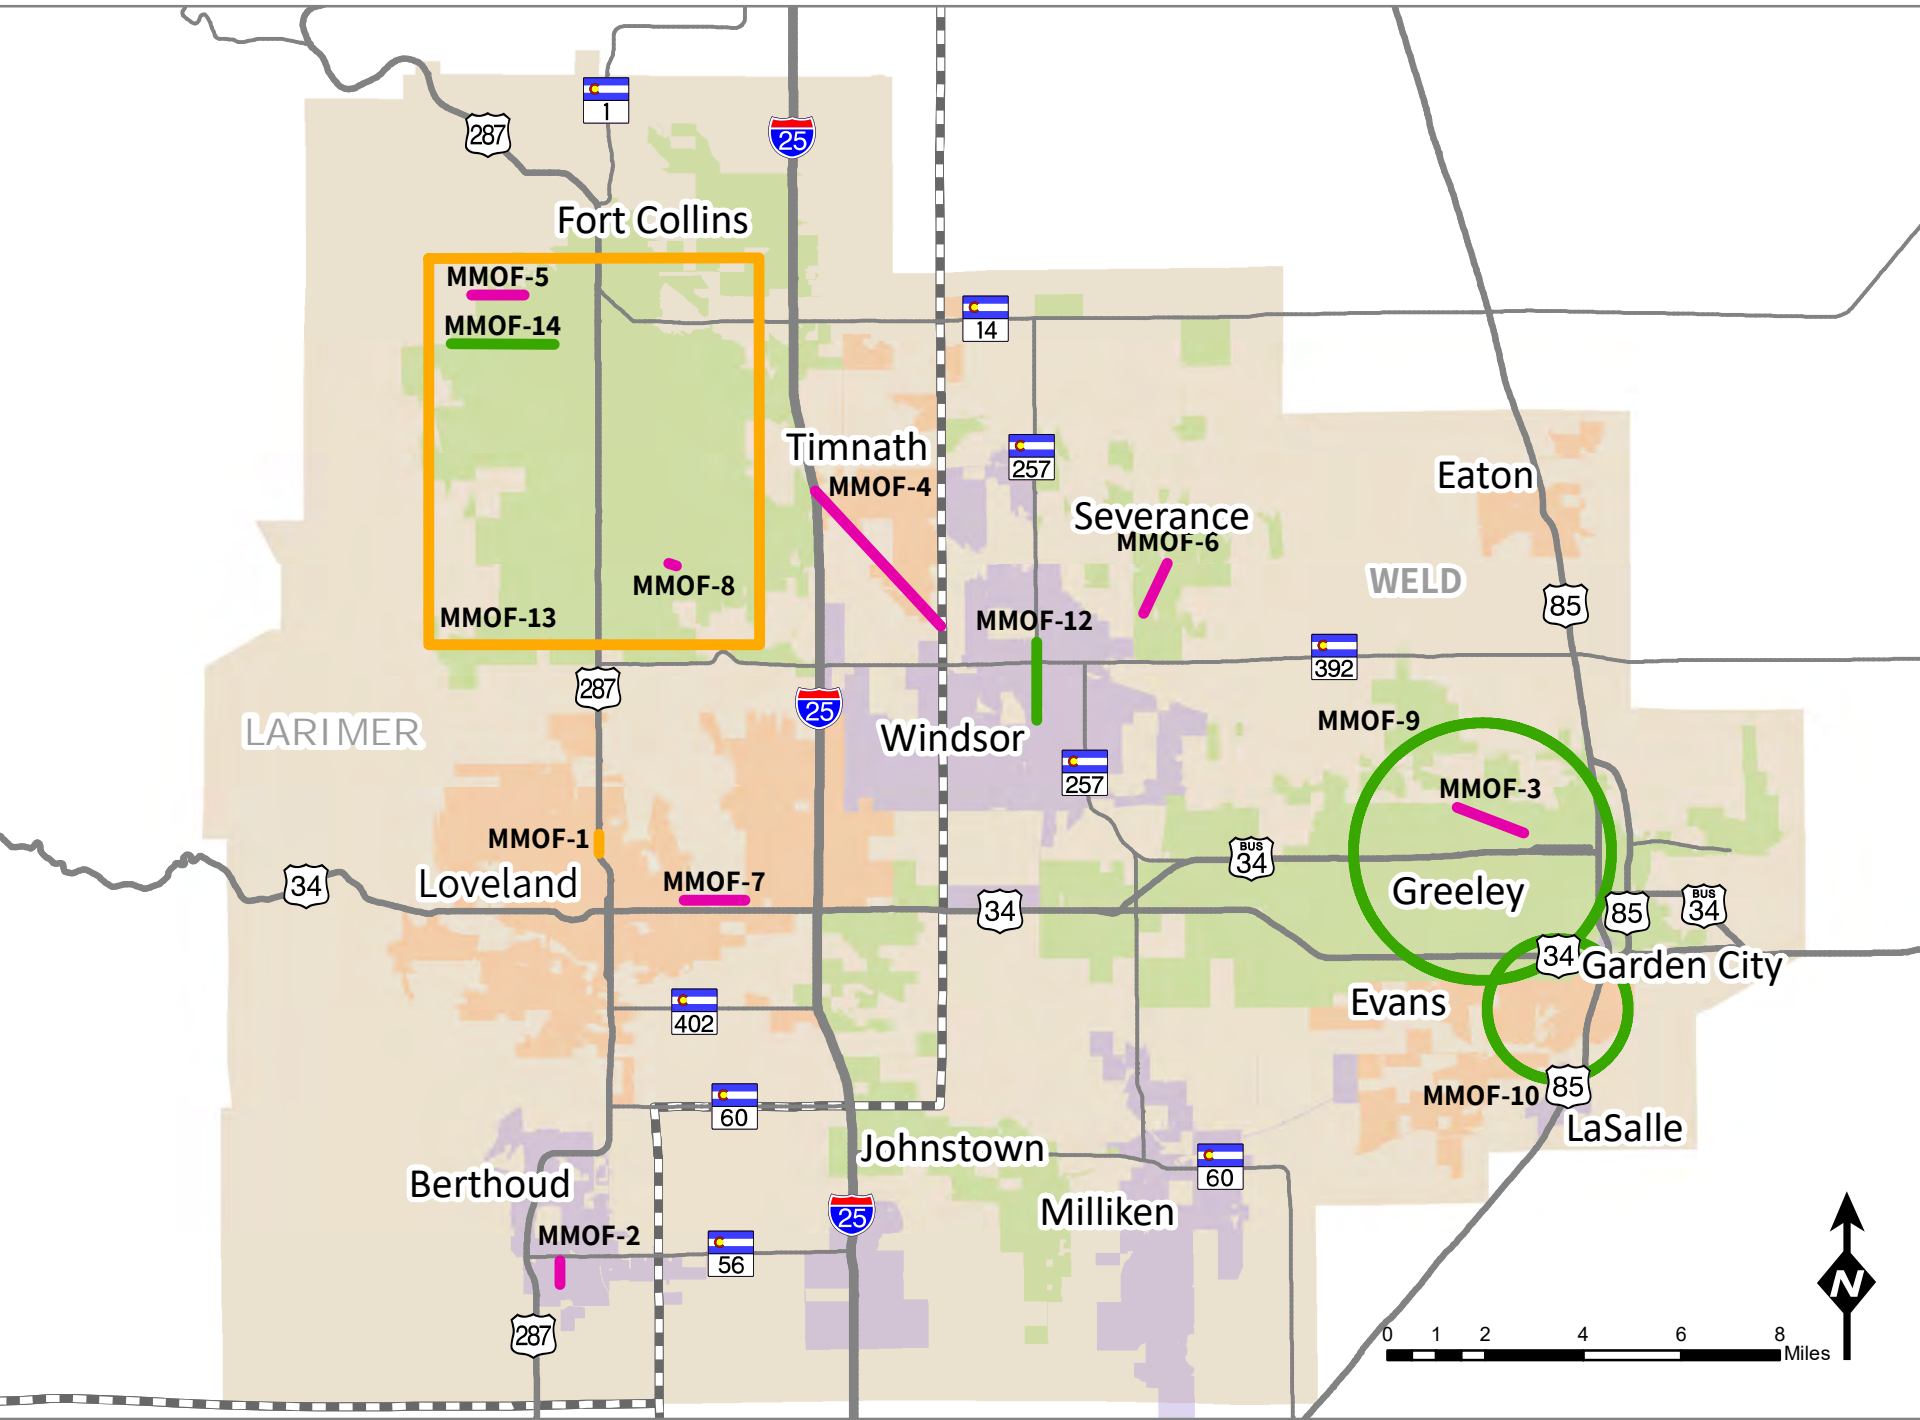 1
287
25
Fort Collins
MMOF-5
14
MMOF-14
Timnath
257
MMOF-4
Eaton
Severance
MMOF-6
MMOF-8
WELD
85
MMOF-13
MMOF-12
392
287
25
LARIMER
MMOF-9
Windsor
257
MMOF-3
MMOF-1
BUS
34
34
Loveland
MMOF-7
Greeley
34
85
BUS
34
34
Garden City
Evans
402
60
MMOF-10
85
LaSalle
Johnstown
60
Berthoud
25
Milliken
MMOF-2
56
N
287
0 1 2 4 6 8
Miles